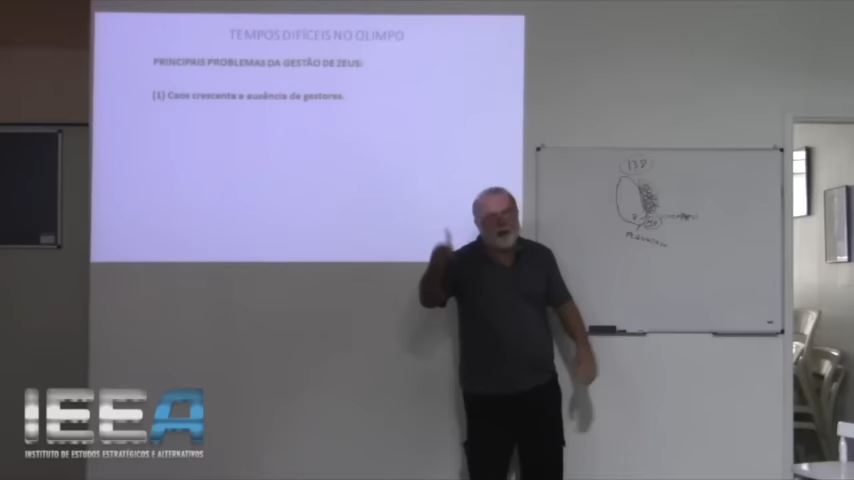 TEMPOS DIFÍCEIS NO OLIMPO
PRINCIPAIS PROBLEMAS DA GESTÃO DE ZEUS:
(1) Caos crescente e ausência de gestores.
IEEA
INSTITUTO DE ESTUDOS ESTRATÉGICOS E ALTERNATIVOS